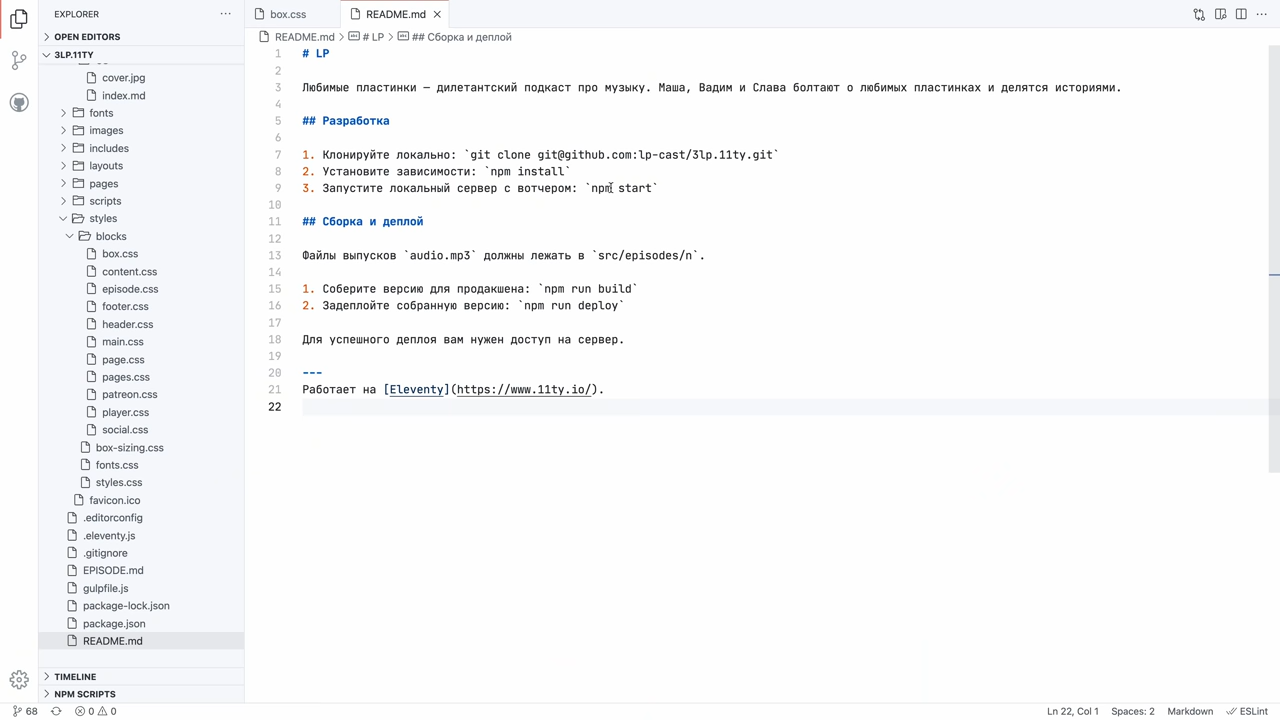 EXPLORER
OPEN EDITORS
3LP.11TY
cover.jpg
index.md
fonts
images
includes
layouts
pages
scripts
styles
blocks
box.css
content.css
episode.css
footer.css
header.css
main.css
page.css
pages.css
patreon.css
player.css
social.css
box-sizing.css
fonts.css
styles.css
favicon.ico
.editorconfig
.eleventy.js
.gitignore
EPISODE.md
gulpfile.js
package-lock.json
package.json
README.md
TIMELINE
NPM SCRIPTS
box.css README.md
README.md > # LP > ## Сборка и деплой
1 # LP
2
3 Любимые пластинки — дилетантский подкаст про музыку. Маша, Вадим и Слава болтают о любимых пластинках и делятся историями.
4
5 ## Разработка
6
7 1. Клонируйте локально: `git clone git@github.com:lp-cast/3lp.11ty.git`
8 2. Установите зависимости: `npm install`
9 3. Запустите локальный сервер с вотчером: `npm start`
10
11 ## Сборка и деплой
12
13 Файлы выпусков `audio.mp3` должны лежать в `src/episodes/n`.
14
15 1. Соберите версию для продакшена: `npm run build`
16 2. Задеплойте собранную версию: `npm run deploy`
17
18 Для успешного деплоя вам нужен доступ на сервер.
19
20 ---
21 Работает на [Eleventy](https://www.11ty.io/).
22
68 0 0 Ln 22, Col 1 Spaces: 2 Markdown ESLint